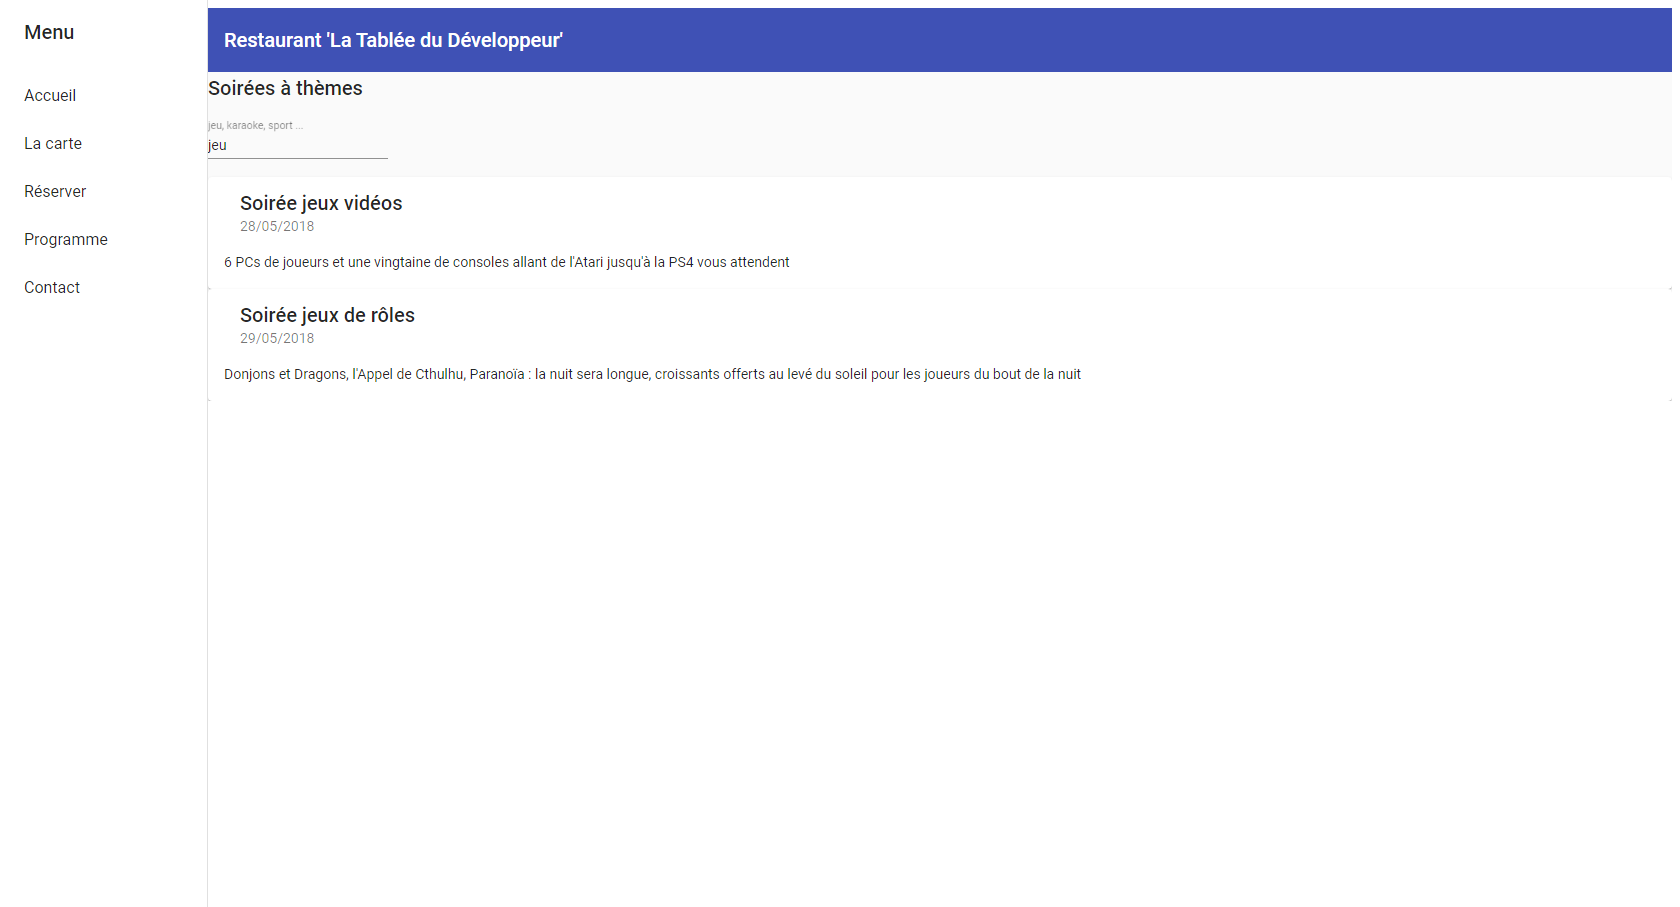 Menu
Accueil
La carte
Réserver
Programme
Contact
Restaurant 'La Tablée du Développeur'
Soirées à thèmes
jeu, karaoke, sport ...
jeu
Soirée jeux vidéos
28/05/2018
6 PCs de joueurs et une vingtaine de consoles allant de l'Atari jusqu'à la PS4 vous attendent
Soirée jeux de rôles
29/05/2018
Donjons et Dragons, l'Appel de Cthulhu, Paranoïa : la nuit sera longue, croissants offerts au levé du soleil pour les joueurs du bout de la nuit